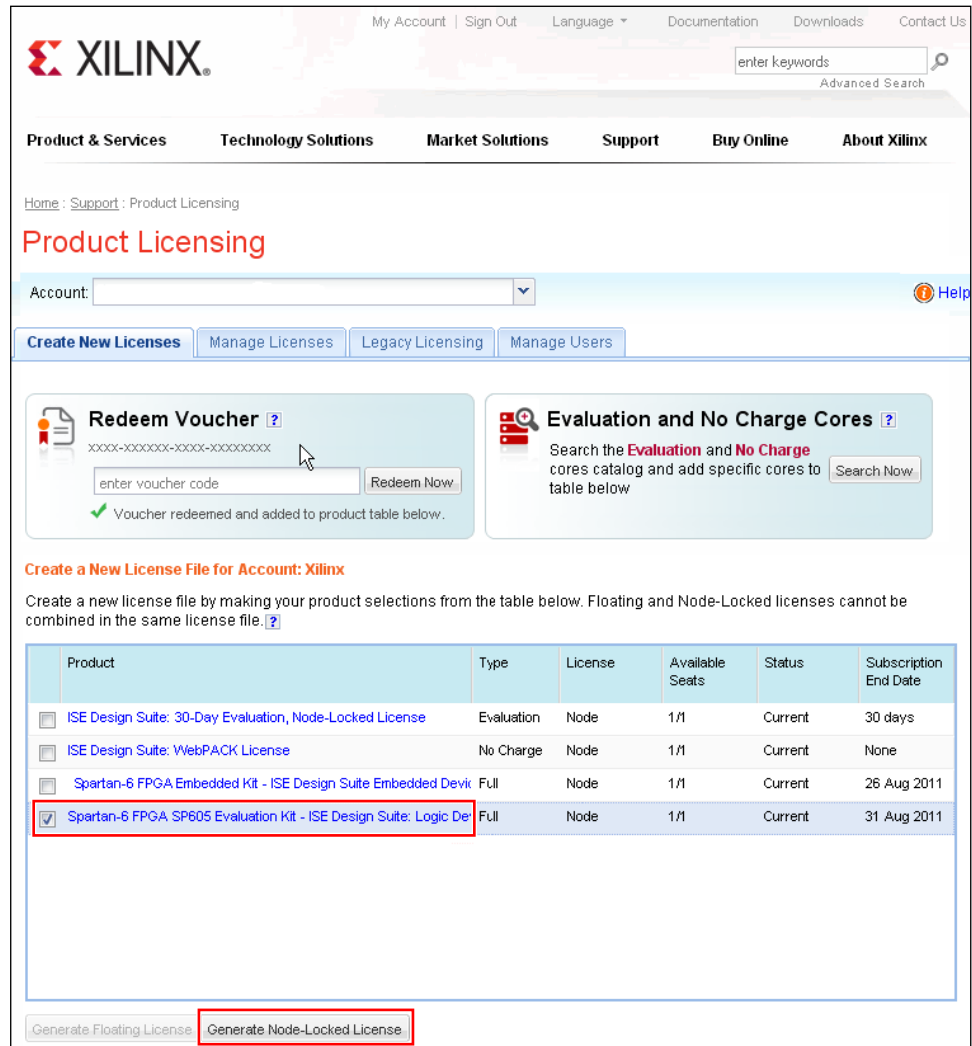 My Account | Sign Out Language Documentation Downloads Contact Us
XILINX®
enter keywords
Advanced Search
Product & Services Technology Solutions Market Solutions Support Buy Online About Xilinx
Home : Support : Product Licensing
Product Licensing
Account: Help
Create New Licenses Manage Licenses Legacy Licensing Manage Users
Redeem Voucher ?
xxxx-xxxxxx-xxxx-xxxxxxxx
enter voucher code Redeem Now
Voucher redeemed and added to product table below.
Evaluation and No Charge Cores ?
Search the Evaluation and No Charge
cores catalog and add specific cores to
table below
Search Now
Create a New License File for Account: Xilinx
Create a new license file by making your product selections from the table below. Floating and Node-Locked licenses cannot be
combined in the same license file. ?
Product Type License Available Seats Status Subscription End Date
ISE Design Suite: 30-Day Evaluation, Node-Locked License Evaluation Node 1/1 Current 30 days
ISE Design Suite: WebPACK License No Charge Node 1/1 Current None
Spartan-6 FPGA Embedded Kit - ISE Design Suite Embedded Devic Full Node 1/1 Current 26 Aug 2011
Spartan-6 FPGA SP605 Evaluation Kit - ISE Design Suite: Logic De Full Node 1/1 Current 31 Aug 2011
Generate Floating License Generate Node-Locked License